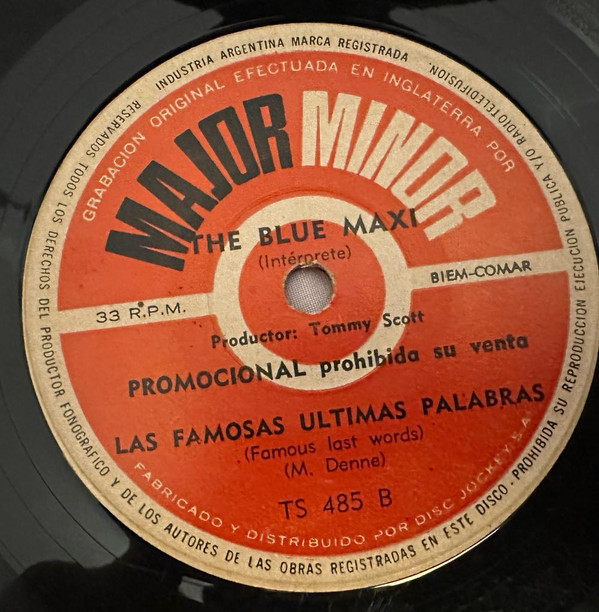 INDUSTRIA ARGENTINA MARCA REGISTRADA
RESERVADOS TODOS LOS DERECHOS DEL PRODUCTOR FONOGRAFICO Y DE LOS AUTORES DE LAS OBRAS REGISTRADAS EN ESTE DISCO - PROHIBIDA SU REPRODUCCION EJECUCION PUBLICA Y/O RADIOTELEDIFUSION.
GRABACION ORIGINAL EFECTUADA EN INGLATERRA POR
MAJOR MINOR
THE BLUE MAXI
(Intérprete)
BIEM-COMAR
33 R.P.M.
Productor: Tommy Scott
PROMOCIONAL prohibida su venta
LAS FAMOSAS ULTIMAS PALABRAS
(Famous last words)
(M. Denne)
TS 485 B
FABRICADO Y DISTRIBUIDO POR DISC JOCKEY S.A.